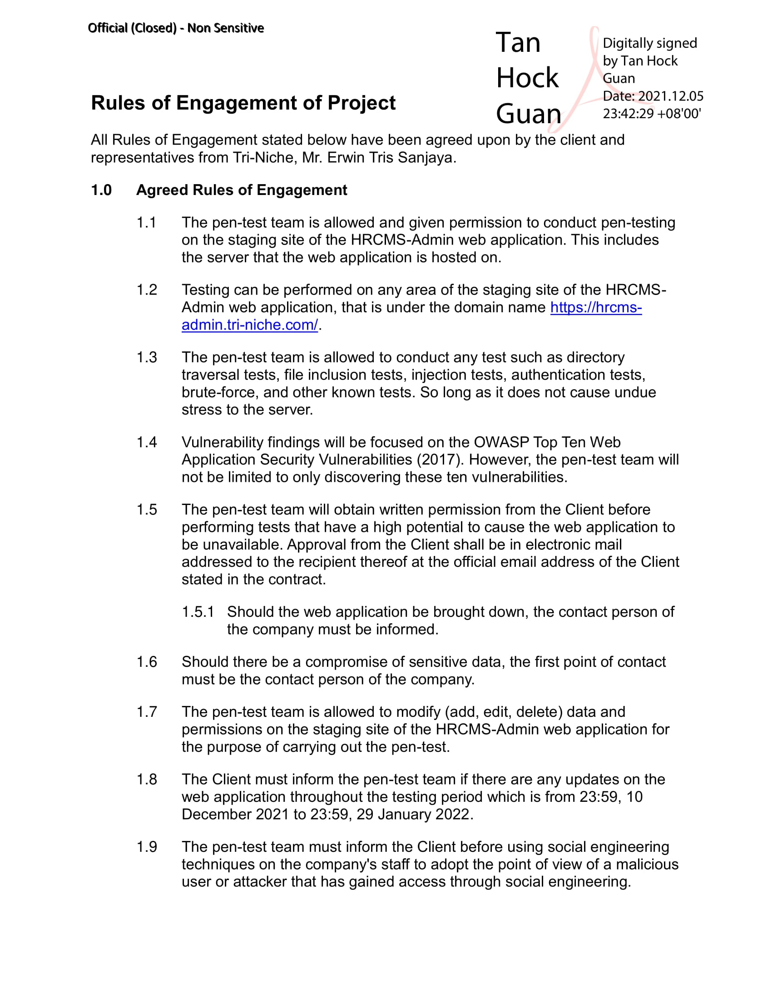 Official (Closed) - Non Sensitive
Tan
Hock
Guan
Digitally signed
by Tan Hock
Guan
Date: 2021.12.05
23:42:29 +08'00'
Rules of Engagement of Project
All Rules of Engagement stated below have been agreed upon by the client and
representatives from Tri-Niche, Mr. Erwin Tris Sanjaya.
1.0 Agreed Rules of Engagement
1.1 The pen-test team is allowed and given permission to conduct pen-testing
on the staging site of the HRCMS-Admin web application. This includes
the server that the web application is hosted on.
1.2 Testing can be performed on any area of the staging site of the HRCMS-
Admin web application, that is under the domain name https://hrcms-
admin.tri-niche.com/.
1.3 The pen-test team is allowed to conduct any test such as directory
traversal tests, file inclusion tests, injection tests, authentication tests,
brute-force, and other known tests. So long as it does not cause undue
stress to the server.
1.4 Vulnerability findings will be focused on the OWASP Top Ten Web
Application Security Vulnerabilities (2017). However, the pen-test team will
not be limited to only discovering these ten vulnerabilities.
1.5 The pen-test team will obtain written permission from the Client before
performing tests that have a high potential to cause the web application to
be unavailable. Approval from the Client shall be in electronic mail
addressed to the recipient thereof at the official email address of the Client
stated in the contract.
1.5.1 Should the web application be brought down, the contact person of
the company must be informed.
1.6 Should there be a compromise of sensitive data, the first point of contact
must be the contact person of the company.
1.7 The pen-test team is allowed to modify (add, edit, delete) data and
permissions on the staging site of the HRCMS-Admin web application for
the purpose of carrying out the pen-test.
1.8 The Client must inform the pen-test team if there are any updates on the
web application throughout the testing period which is from 23:59, 10
December 2021 to 23:59, 29 January 2022.
1.9 The pen-test team must inform the Client before using social engineering
techniques on the company's staff to adopt the point of view of a malicious
user or attacker that has gained access through social engineering.